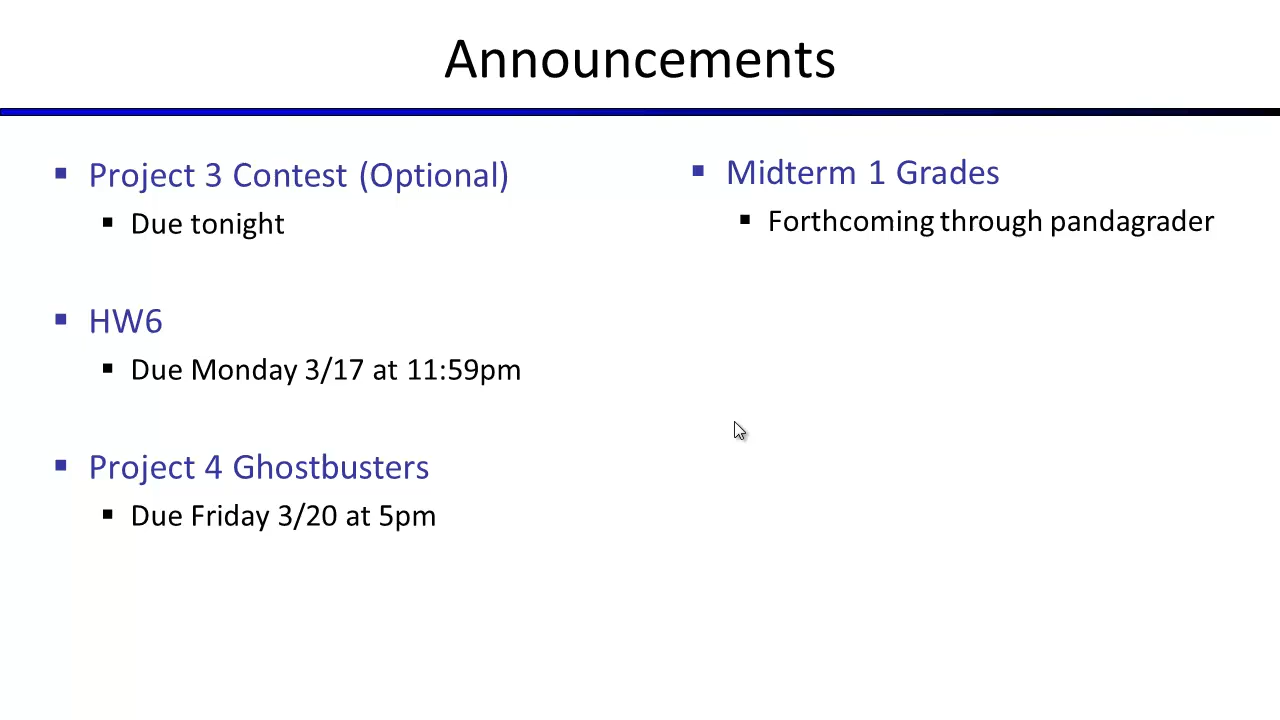 Announcements
Project 3 Contest (Optional)
Due tonight
HW6
Due Monday 3/17 at 11:59pm
Project 4 Ghostbusters
Due Friday 3/20 at 5pm
Midterm 1 Grades
Forthcoming through pandagrader